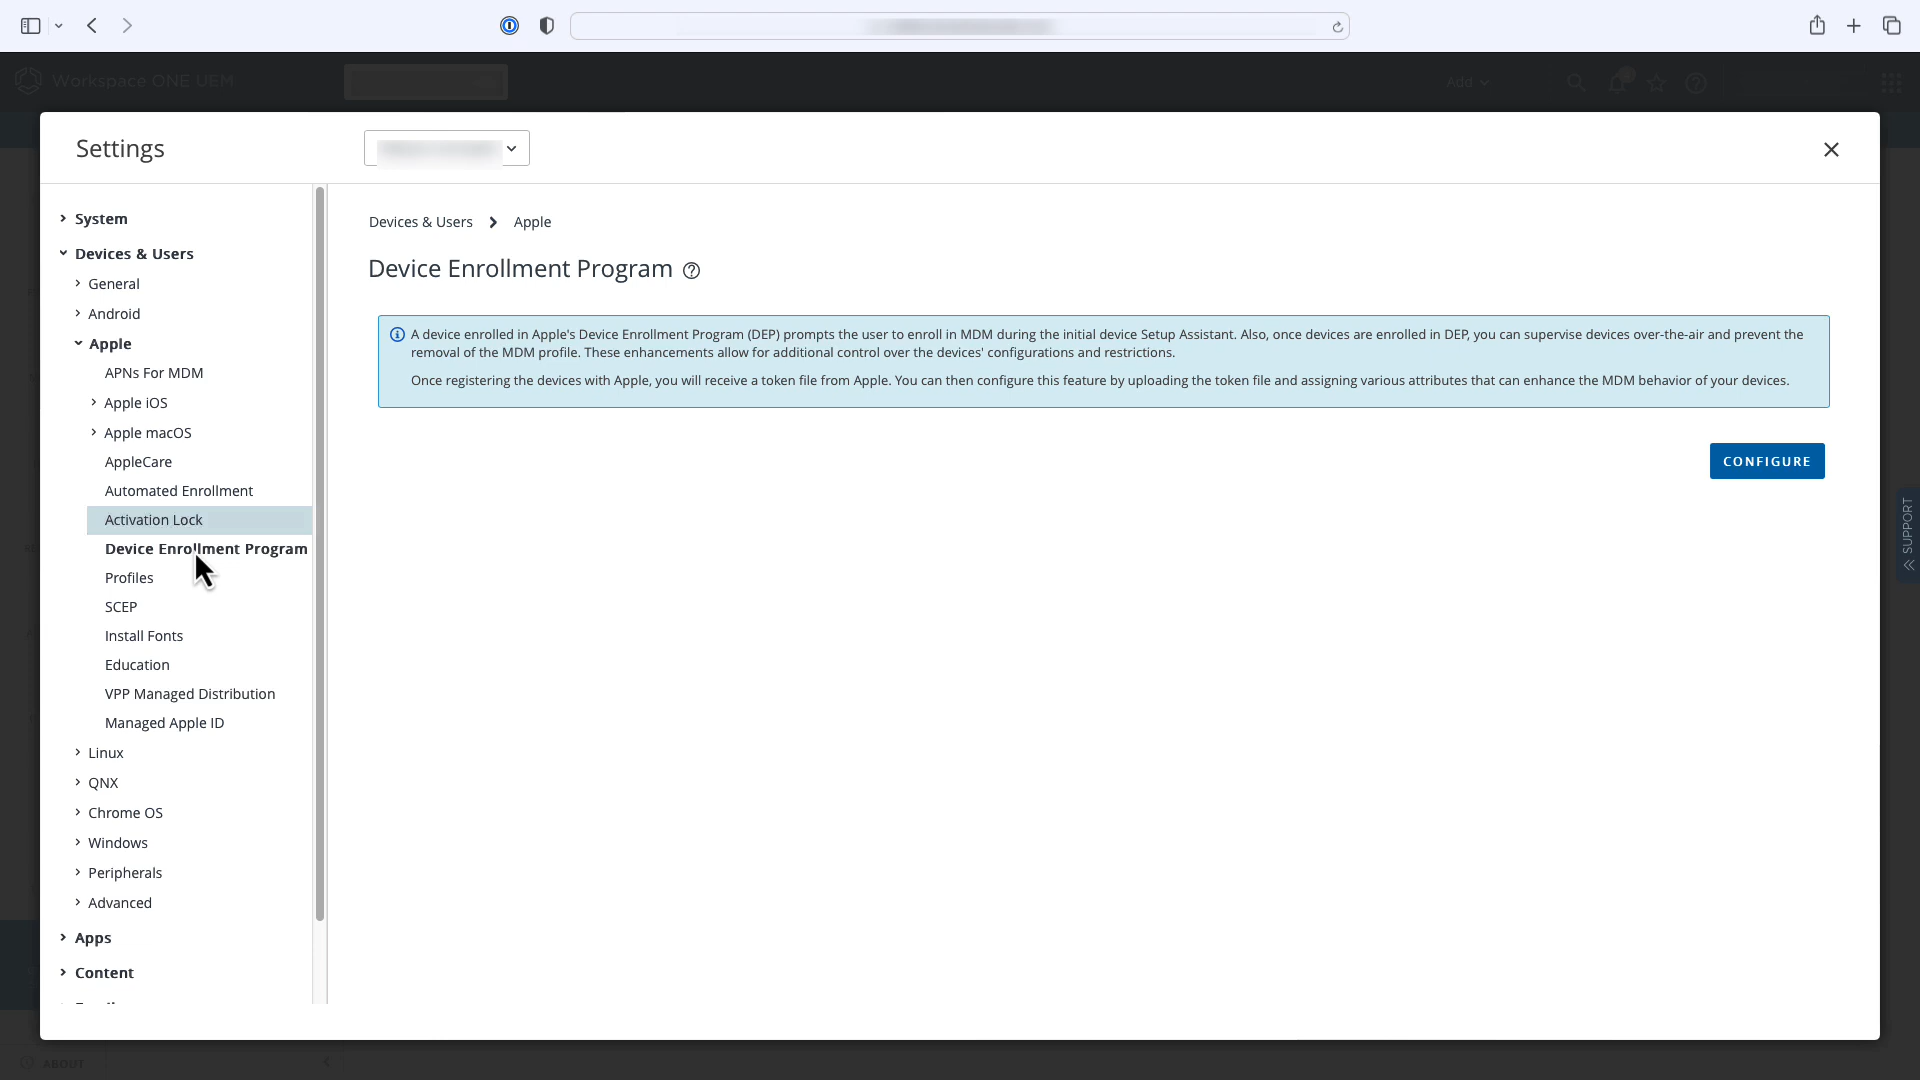 Workspace ONE UEM
Add
Settings
System
Devices & Users
General
Android
Apple
APNs For MDM
Apple iOS
Apple macOS
AppleCare
Automated Enrollment
Activation Lock
Device Enrollment Program
Profiles
SCEP
Install Fonts
Education
VPP Managed Distribution
Managed Apple ID
Linux
QNX
Chrome OS
Windows
Peripherals
Advanced
Apps
Content
Devices & Users Apple
Device Enrollment Program
A device enrolled in Apple's Device Enrollment Program (DEP) prompts the user to enroll in MDM during the initial device Setup Assistant. Also, once devices are enrolled in DEP, you can supervise devices over-the-air and prevent the
removal of the MDM profile. These enhancements allow for additional control over the devices' configurations and restrictions.
Once registering the devices with Apple, you will receive a token file from Apple. You can then configure this feature by uploading the token file and assigning various attributes that can enhance the MDM behavior of your devices.
CONFIGURE
SUPPORT
ABOUT